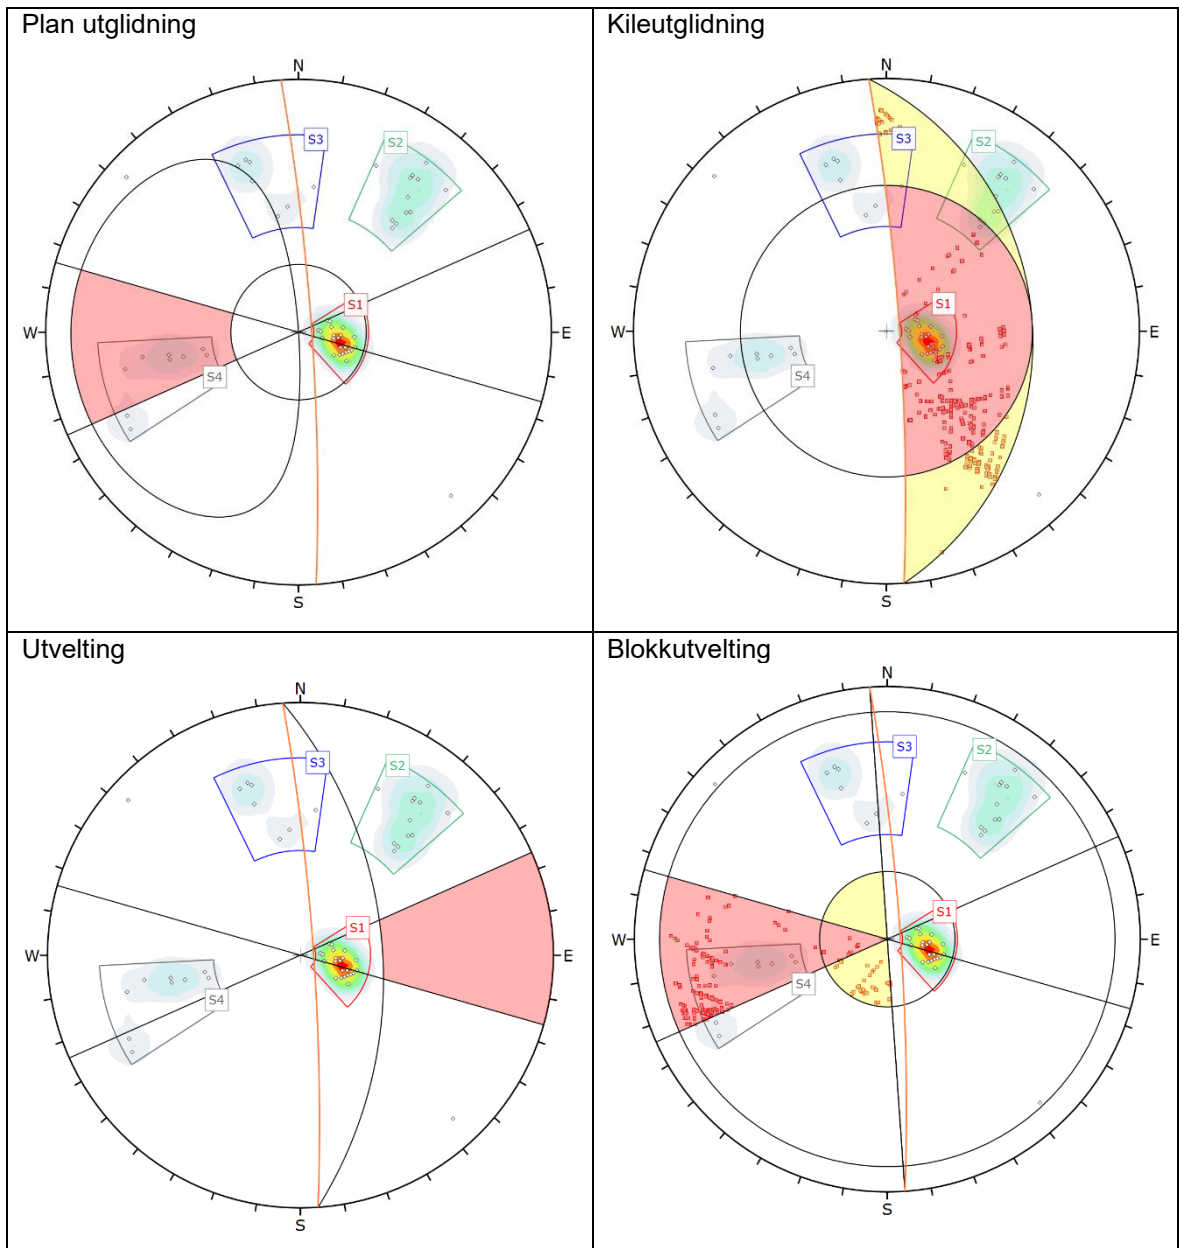 Plan utglidning
N
S3
S2
S1
W
E
S4
S
Kileutglidning
N
S3
S2
S1
W
E
S4
S
Utvelting
N
S3
S2
S1
W
E
S4
S
Blokkutvelting
N
S3
S2
S1
W
E
S4
S